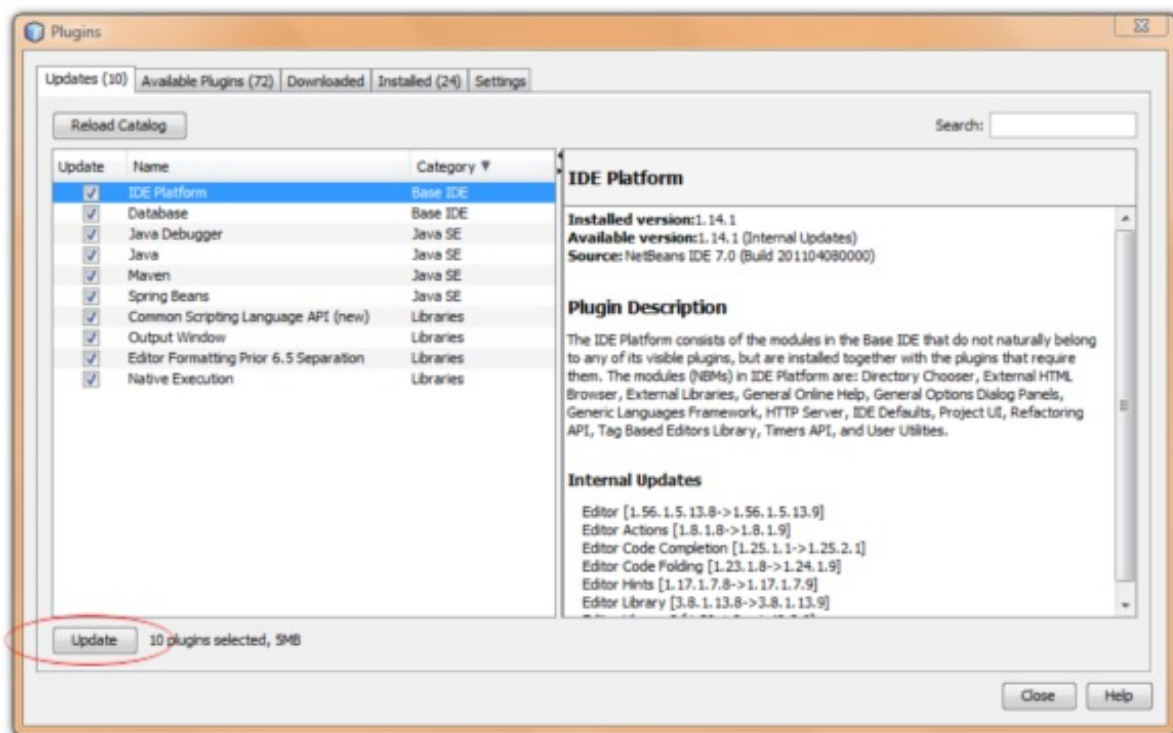 Plugins
Updates (10) Available Plugins (72) Downloaded Installed (24) Settings
Reload Catalog Search:
Update Name Category
IDE Platform Base IDE
Database Base IDE
Java Debugger Java SE
Java Java SE
Maven Java SE
Spring Beans Java SE
Common Scripting Language API (new) Libraries
Output Window Libraries
Editor Formatting Prior 6.5 Separation Libraries
Native Execution Libraries
IDE Platform
Installed version:1.14.1
Available version:1.14.1 (Internal Updates)
Source: NetBeans IDE 7.0 (Build 201104080000)
Plugin Description
The IDE Platform consists of the modules in the Base IDE that do not naturally belong
to any of its visible plugins, but are installed together with the plugins that require
them. The modules (NBMs) in IDE Platform are: Directory Chooser, External HTML
Browser, External Libraries, General Online Help, General Options Dialog Panels,
Generic Languages Framework, HTTP Server, IDE Defaults, Project UI, Refactoring
API, Tag Based Editors Library, Timers API, and User Utilities.
Internal Updates
Editor [1.56.1.5.13.8->1.56.1.5.13.9]
Editor Actions [1.8.1.8->1.8.1.9]
Editor Code Completion [1.25.1.1->1.25.2.1]
Editor Code Folding [1.23.1.8->1.24.1.9]
Editor Hints [1.17.1.7.8->1.17.1.7.9]
Editor Library [3.8.1.13.8->3.8.1.13.9]
Update 10 plugins selected, 5MB
Close Help